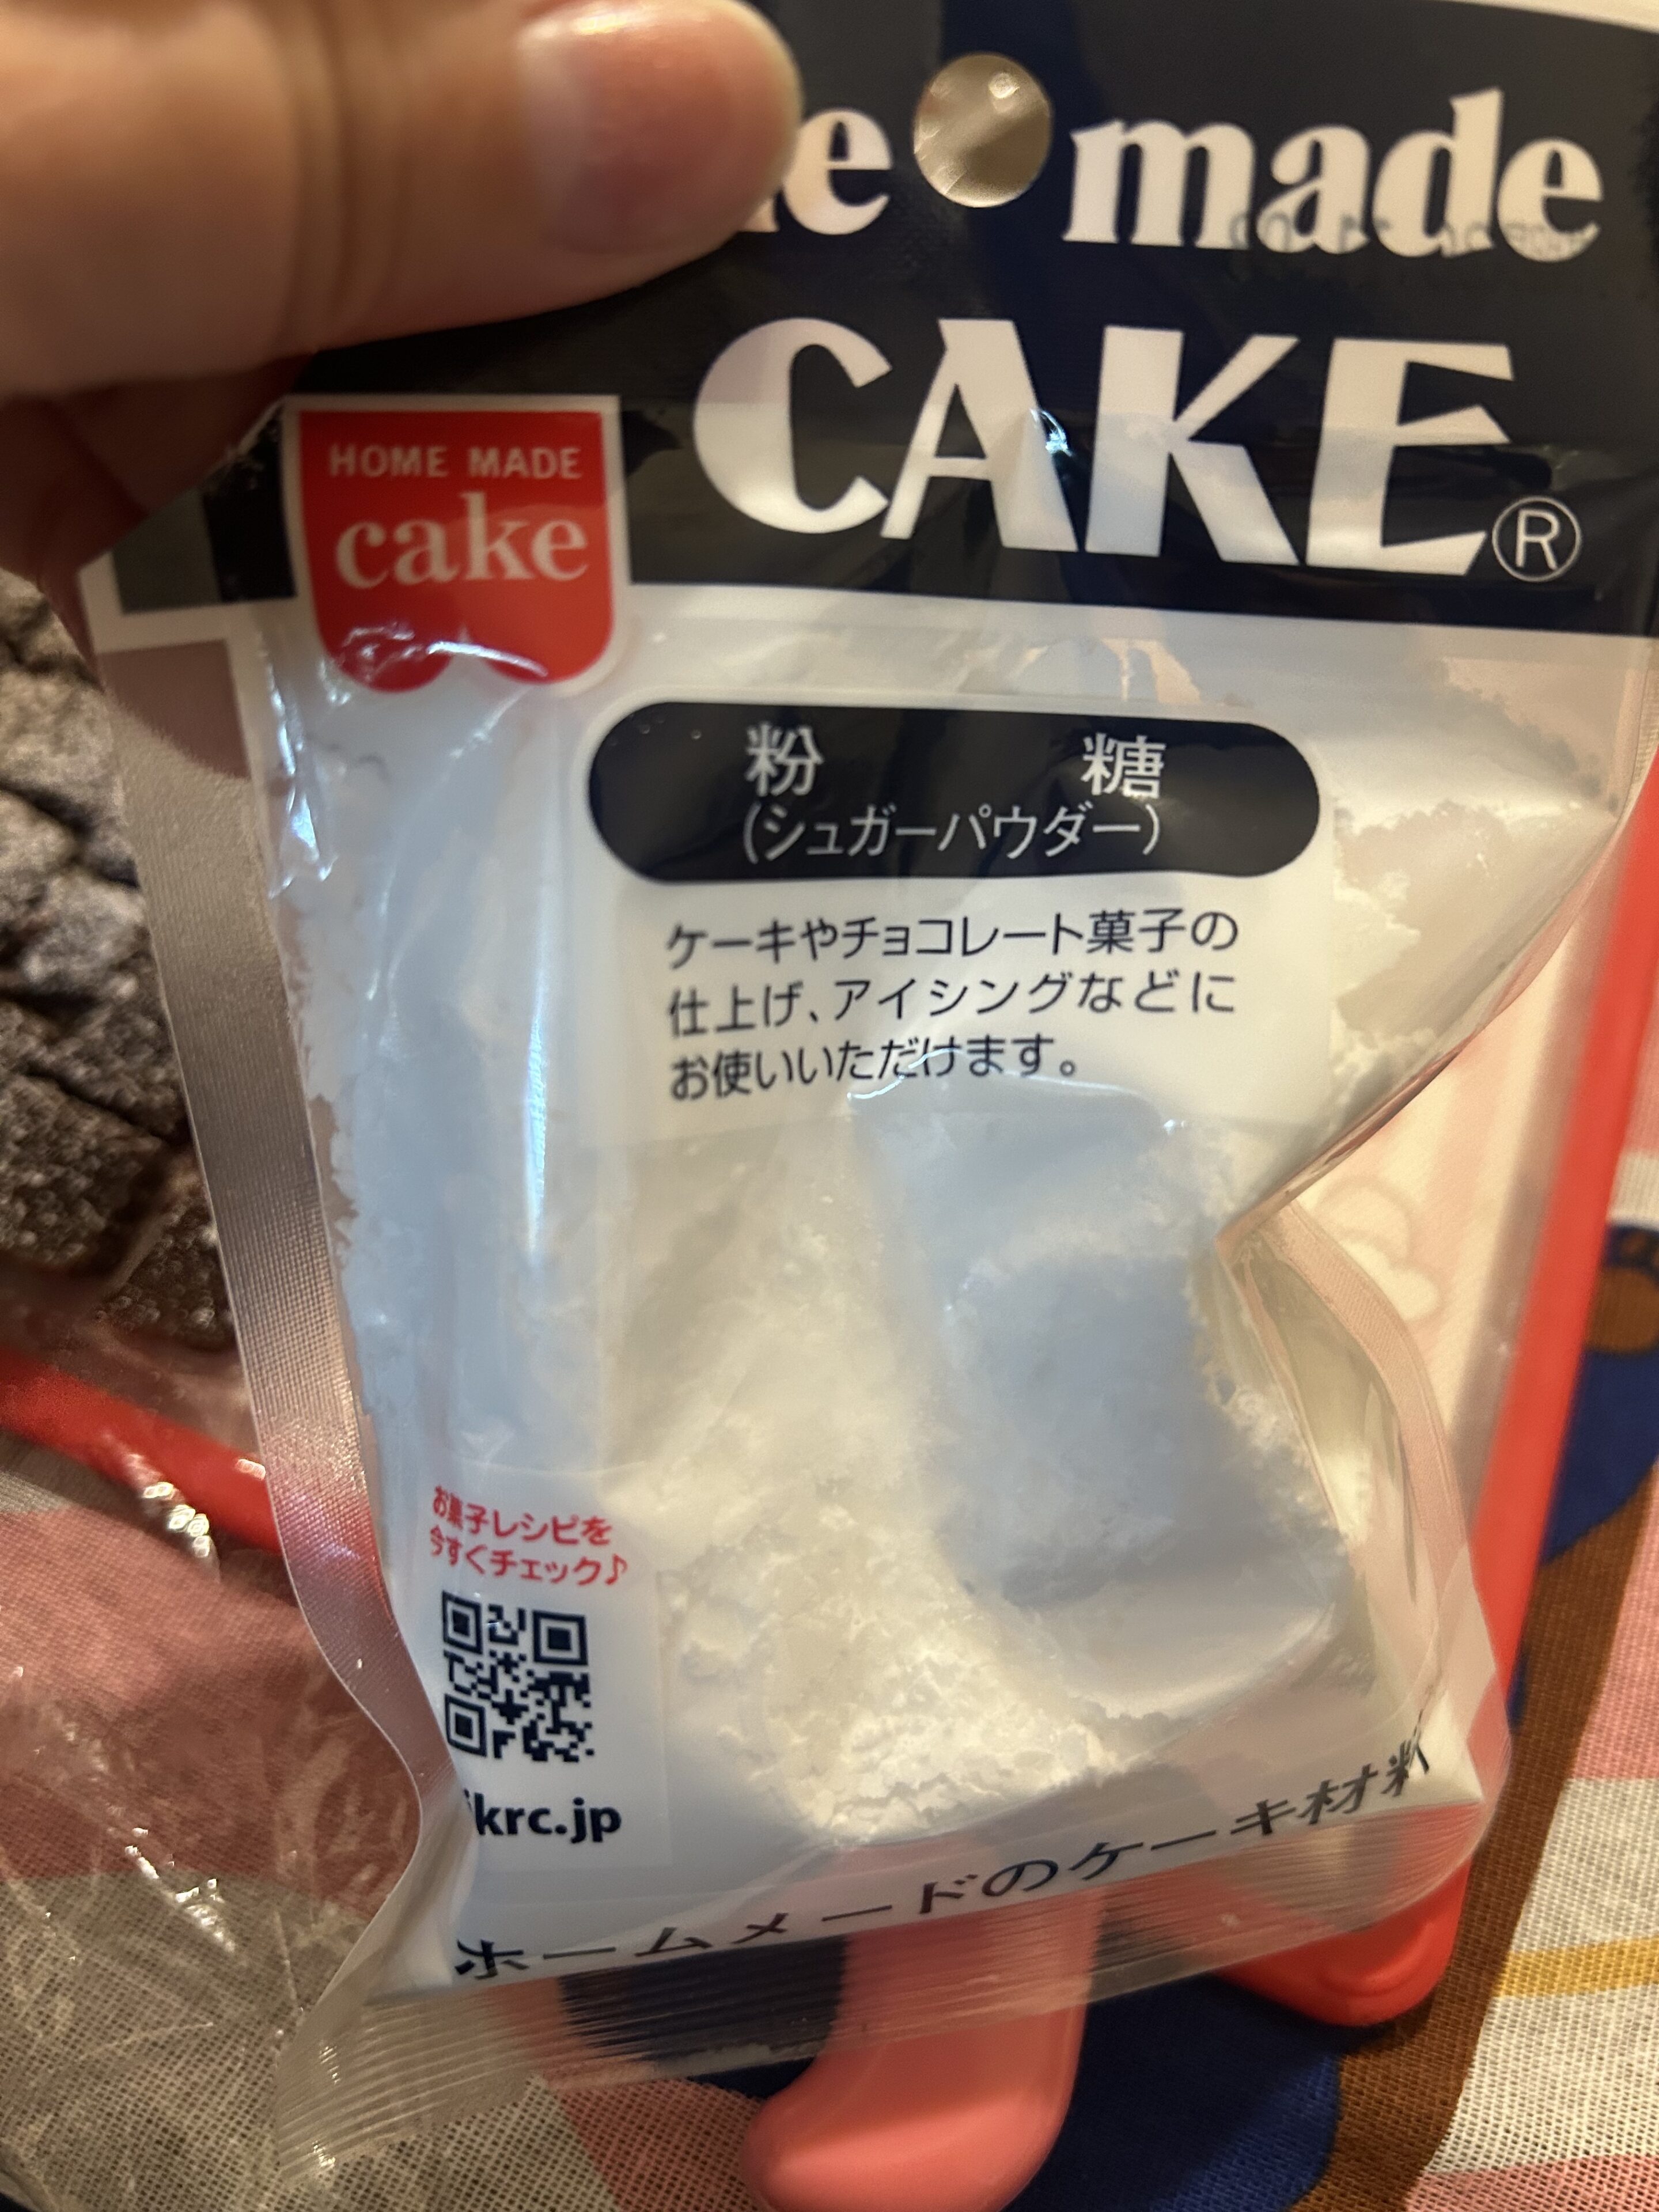 made
CAKE®
HOME MADE
cake
粉糖
(シュガーパウダー)
ケーキやチョコレート菓子の
仕上げ、アイシングなどに
お使いいただけます。
お菓子レシピを
今すぐチェック♪
krc.jp
ホームメードのケーキ材料